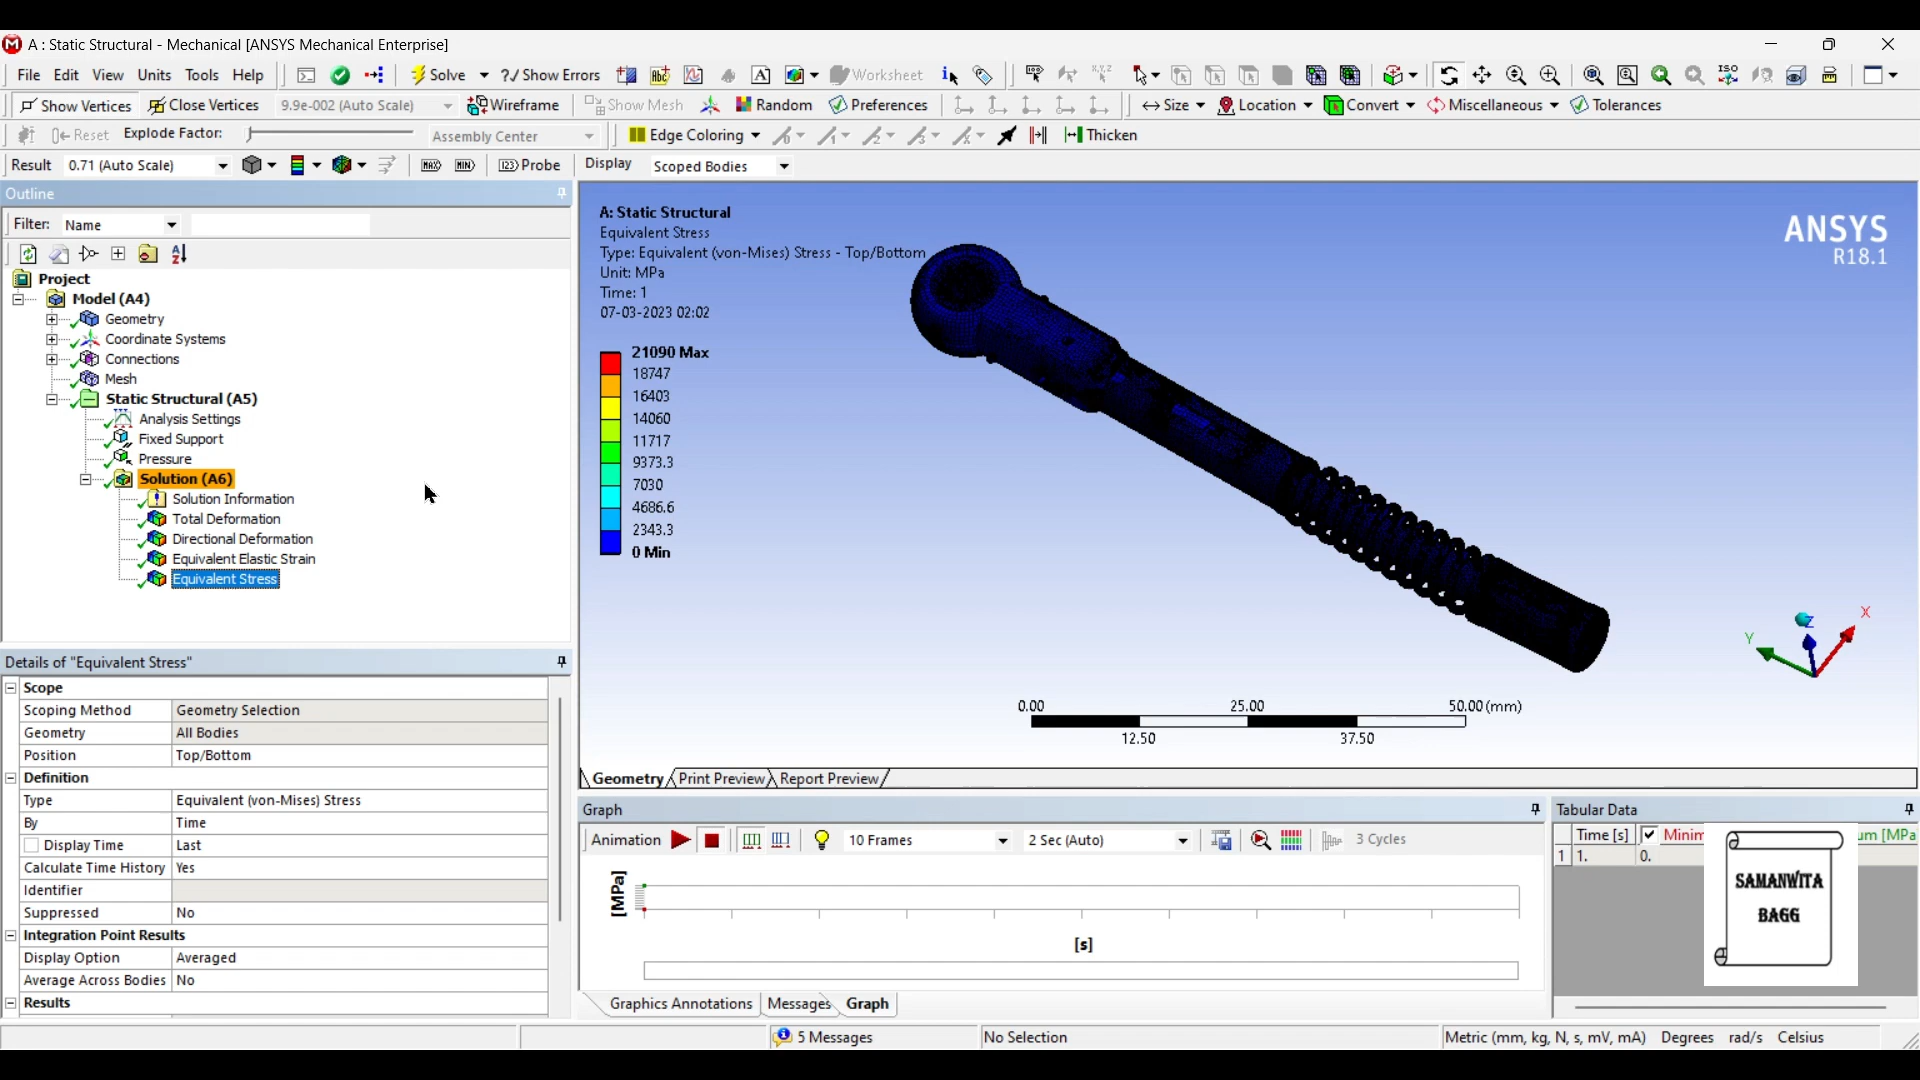 A : Static Structural - Mechanical [ANSYS Mechanical Enterprise]
File Edit View Units Tools Help Solve ?/ Show Errors Worksheet
Show Vertices Close Vertices 9.9e-002 (Auto Scale) Wireframe Show Mesh Random Preferences Size Location Convert Miscellaneous Tolerances
Reset Explode Factor: Assembly Center Edge Coloring Thicken
Result 0.71 (Auto Scale) MAX MIN Probe Display Scoped Bodies
Outline
Filter: Name
Project
Model (A4)
Geometry
Coordinate Systems
Connections
Mesh
Static Structural (A5)
Analysis Settings
Fixed Support
Pressure
Solution (A6)
Solution Information
Total Deformation
Directional Deformation
Equivalent Elastic Strain
Equivalent Stress
Details of "Equivalent Stress"
Scope
Scoping Method Geometry Selection
Geometry All Bodies
Position Top/Bottom
Definition
Type Equivalent (von-Mises) Stress
By Time
Display Time Last
Calculate Time History Yes
Identifier
Suppressed No
Integration Point Results
Display Option Averaged
Average Across Bodies No
Results
A: Static Structural
Equivalent Stress
Type: Equivalent (von-Mises) Stress - Top/Bottom
Unit: MPa
Time: 1
07-03-2023 02:02
21090 Max
18747
16403
14060
11717
9373.3
7030
4686.6
2343.3
0 Min
ANSYS
R18.1
X
Y
Z
0.00 25.00 50.00 (mm)
12.50 37.50
Geometry Print Preview Report Preview
Graph
Animation 10 Frames 2 Sec (Auto) 3 Cycles
[MPa]
[s]
Graphics Annotations Messages Graph
Tabular Data
Time [s] Minim um [MPa
1 1. 0.
SAMANWITA
BAGG
5 Messages No Selection Metric (mm, kg, N, s, mV, mA) Degrees rad/s Celsius